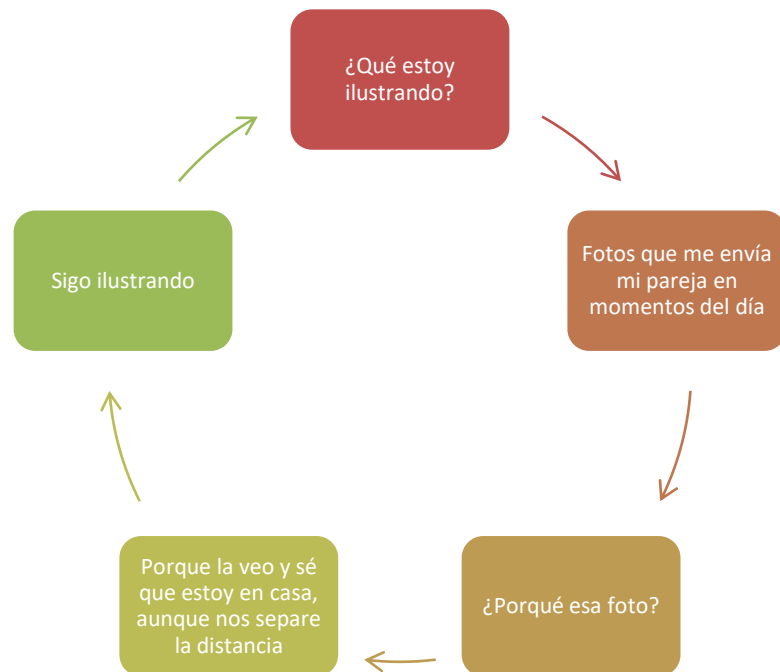 ¿Qué estoy
ilustrando?
Fotos que me envía
mi pareja en
momentos del día
¿Porqué esa foto?
Porque la veo y sé
que estoy en casa,
aunque nos separe
la distancia
Sigo ilustrando